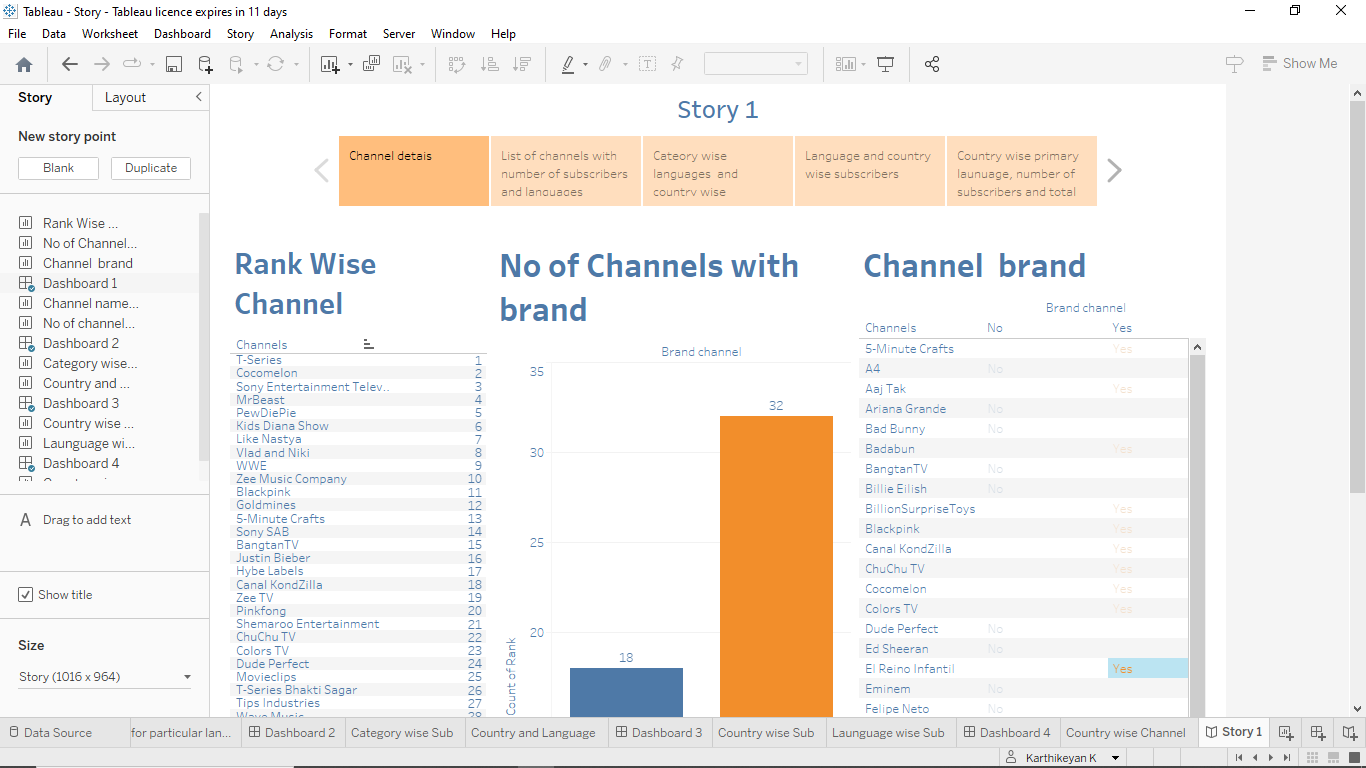 Tableau - Story - Tableau licence expires in 11 days
File Data Worksheet Dashboard Story Analysis Format Server Window Help
Show Me
Story Layout
New story point
Blank Duplicate
Rank Wise ...
No of Channel...
Channel  brand
Dashboard 1
Channel name...
No of channel...
Dashboard 2
Category wise...
Country and ...
Dashboard 3
Country wise ...
Launguage wi...
Dashboard 4
A Drag to add text
Show title
Size
Story (1016 x 964)
Story 1
Channel detais
List of channels with
number of subscribers
and languages
Cateory wise
languages  and
country wise
Language and country
wise subscribers
Country wise primary
launuage, number of
subscribers and total
Rank Wise
Channel
Channels
T-Series 1
Cocomelon 2
Sony Entertainment Telev.. 3
MrBeast 4
PewDiePie 5
Kids Diana Show 6
Like Nastya 7
Vlad and Niki 8
WWE 9
Zee Music Company 10
Blackpink 11
Goldmines 12
5-Minute Crafts 13
Sony SAB 14
BangtanTV 15
Justin Bieber 16
Hybe Labels 17
Canal KondZilla 18
Zee TV 19
Pinkfong 20
Shemaroo Entertainment 21
ChuChu TV 22
Colors TV 23
Dude Perfect 24
Movieclips 25
T-Series Bhakti Sagar 26
Tips Industries 27
Wave Music 28
No of Channels with
brand
Brand channel
35
32
30
25
20
18
Count of Rank
Channel  brand
Brand channel
Channels No Yes
5-Minute Crafts Yes
A4 No
Aaj Tak Yes
Ariana Grande No
Bad Bunny No
Badabun Yes
BangtanTV No
Billie Eilish No
BillionSurpriseToys Yes
Blackpink Yes
Canal KondZilla Yes
ChuChu TV Yes
Cocomelon Yes
Colors TV Yes
Dude Perfect No
Ed Sheeran No
El Reino Infantil Yes
Eminem No
Felipe Neto No
Data Source for particular lan... Dashboard 2 Category wise Sub Country and Language Dashboard 3 Country wise Sub Launguage wise Sub Dashboard 4 Country wise Channel Story 1
Karthikeyan K